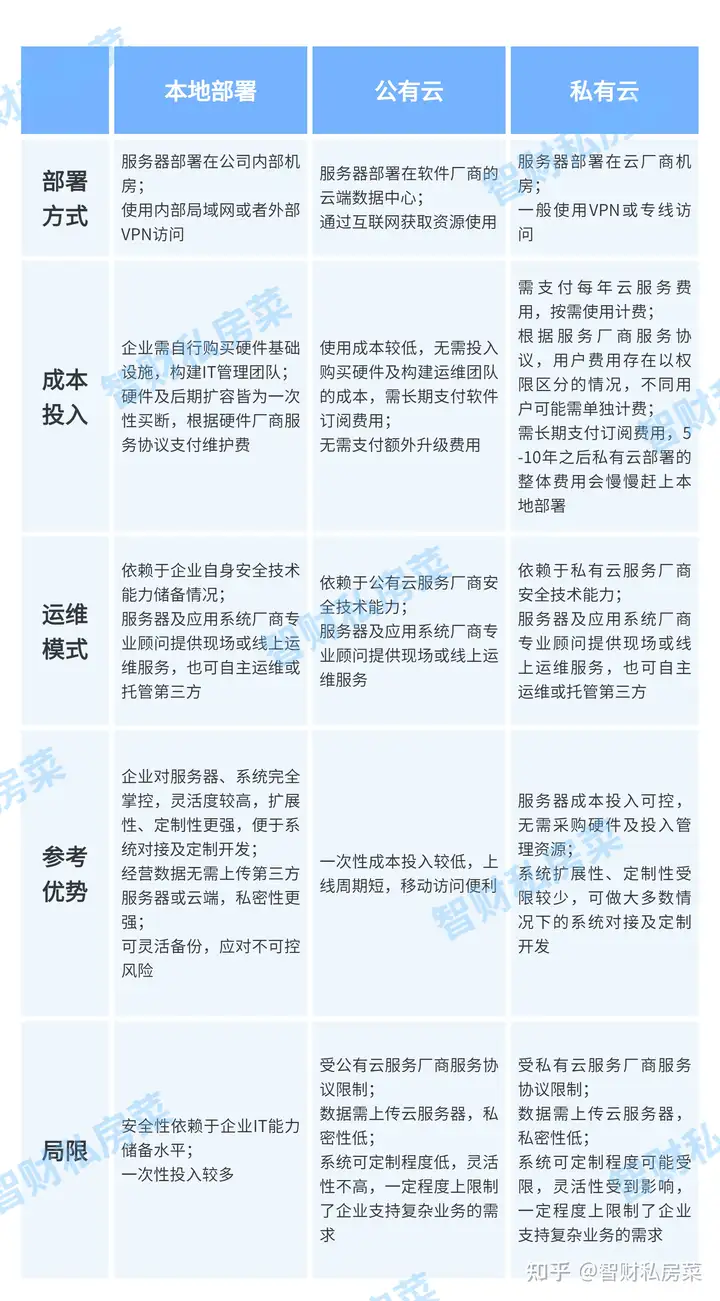 本地部署
公有云
私有云
部署
方式
服务器部署在公司内部机
房；
使用内部局域网或者外部
VPN访问
服务器部署在软件厂商的
云端数据中心；
通过互联网获取资源使用
服务器部署在云厂商机
房；
一般使用VPN或专线访
问
成本
投入
企业需自行购买硬件基础
设施，构建IT管理团队；
硬件及后期扩容皆为一次
性买断，根据硬件厂商服
务协议支付维护费
使用成本较低，无需投入
购买硬件及构建运维团队
的成本，需长期支付软件
订阅费用；
无需支付额外升级费用
需支付每年云服务费
用，按需使用计费；
根据服务厂商服务协
议，用户费用存在以权
限区分的情况，不同用
户可能需单独计费；
需长期支付订阅费用，5
-10年之后私有云部署的
整体费用会慢慢赶上本
地部署
运维
模式
依赖于企业自身安全技术
能力储备情况；
服务器及应用系统厂商专
业顾问提供现场或线上运
维服务，也可自主运维或
托管第三方
依赖于公有云服务厂商安
全技术能力；
服务器及应用系统厂商专
业顾问提供现场或线上运
维服务
依赖于私有云服务厂商
安全技术能力；
服务器及应用系统厂商
专业顾问提供现场或线
上运维服务，也可自主
运维或托管第三方
参考
优势
企业对服务器、系统完全
掌控，灵活度较高，扩展
性、定制性更强，便于系
统对接及定制开发；
经营数据无需上传第三方
服务器或云端，私密性更
强；
可灵活备份，应对不可控
风险
一次性成本投入较低，上
线周期短，移动访问便利
服务器成本投入可控，
无需采购硬件及投入管
理资源；
系统扩展性、定制性受
限较少，可做大多数情
况下的系统对接及定制
开发
局限
安全性依赖于企业IT能力
储备水平；
一次性投入较多
受公有云服务厂商服务协
议限制；
数据需上传云服务器，私
密性低；
系统可定制程度低，灵活
性不高，一定程度上限制
了企业支持复杂业务的需
求
受私有云服务厂商服务
协议限制；
数据需上传云服务器，
私密性低；
系统可定制程度可能受
限，灵活性受到影响，
一定程度上限制了企业
支持复杂业务的需求
智财私房菜
知乎 @智财私房菜